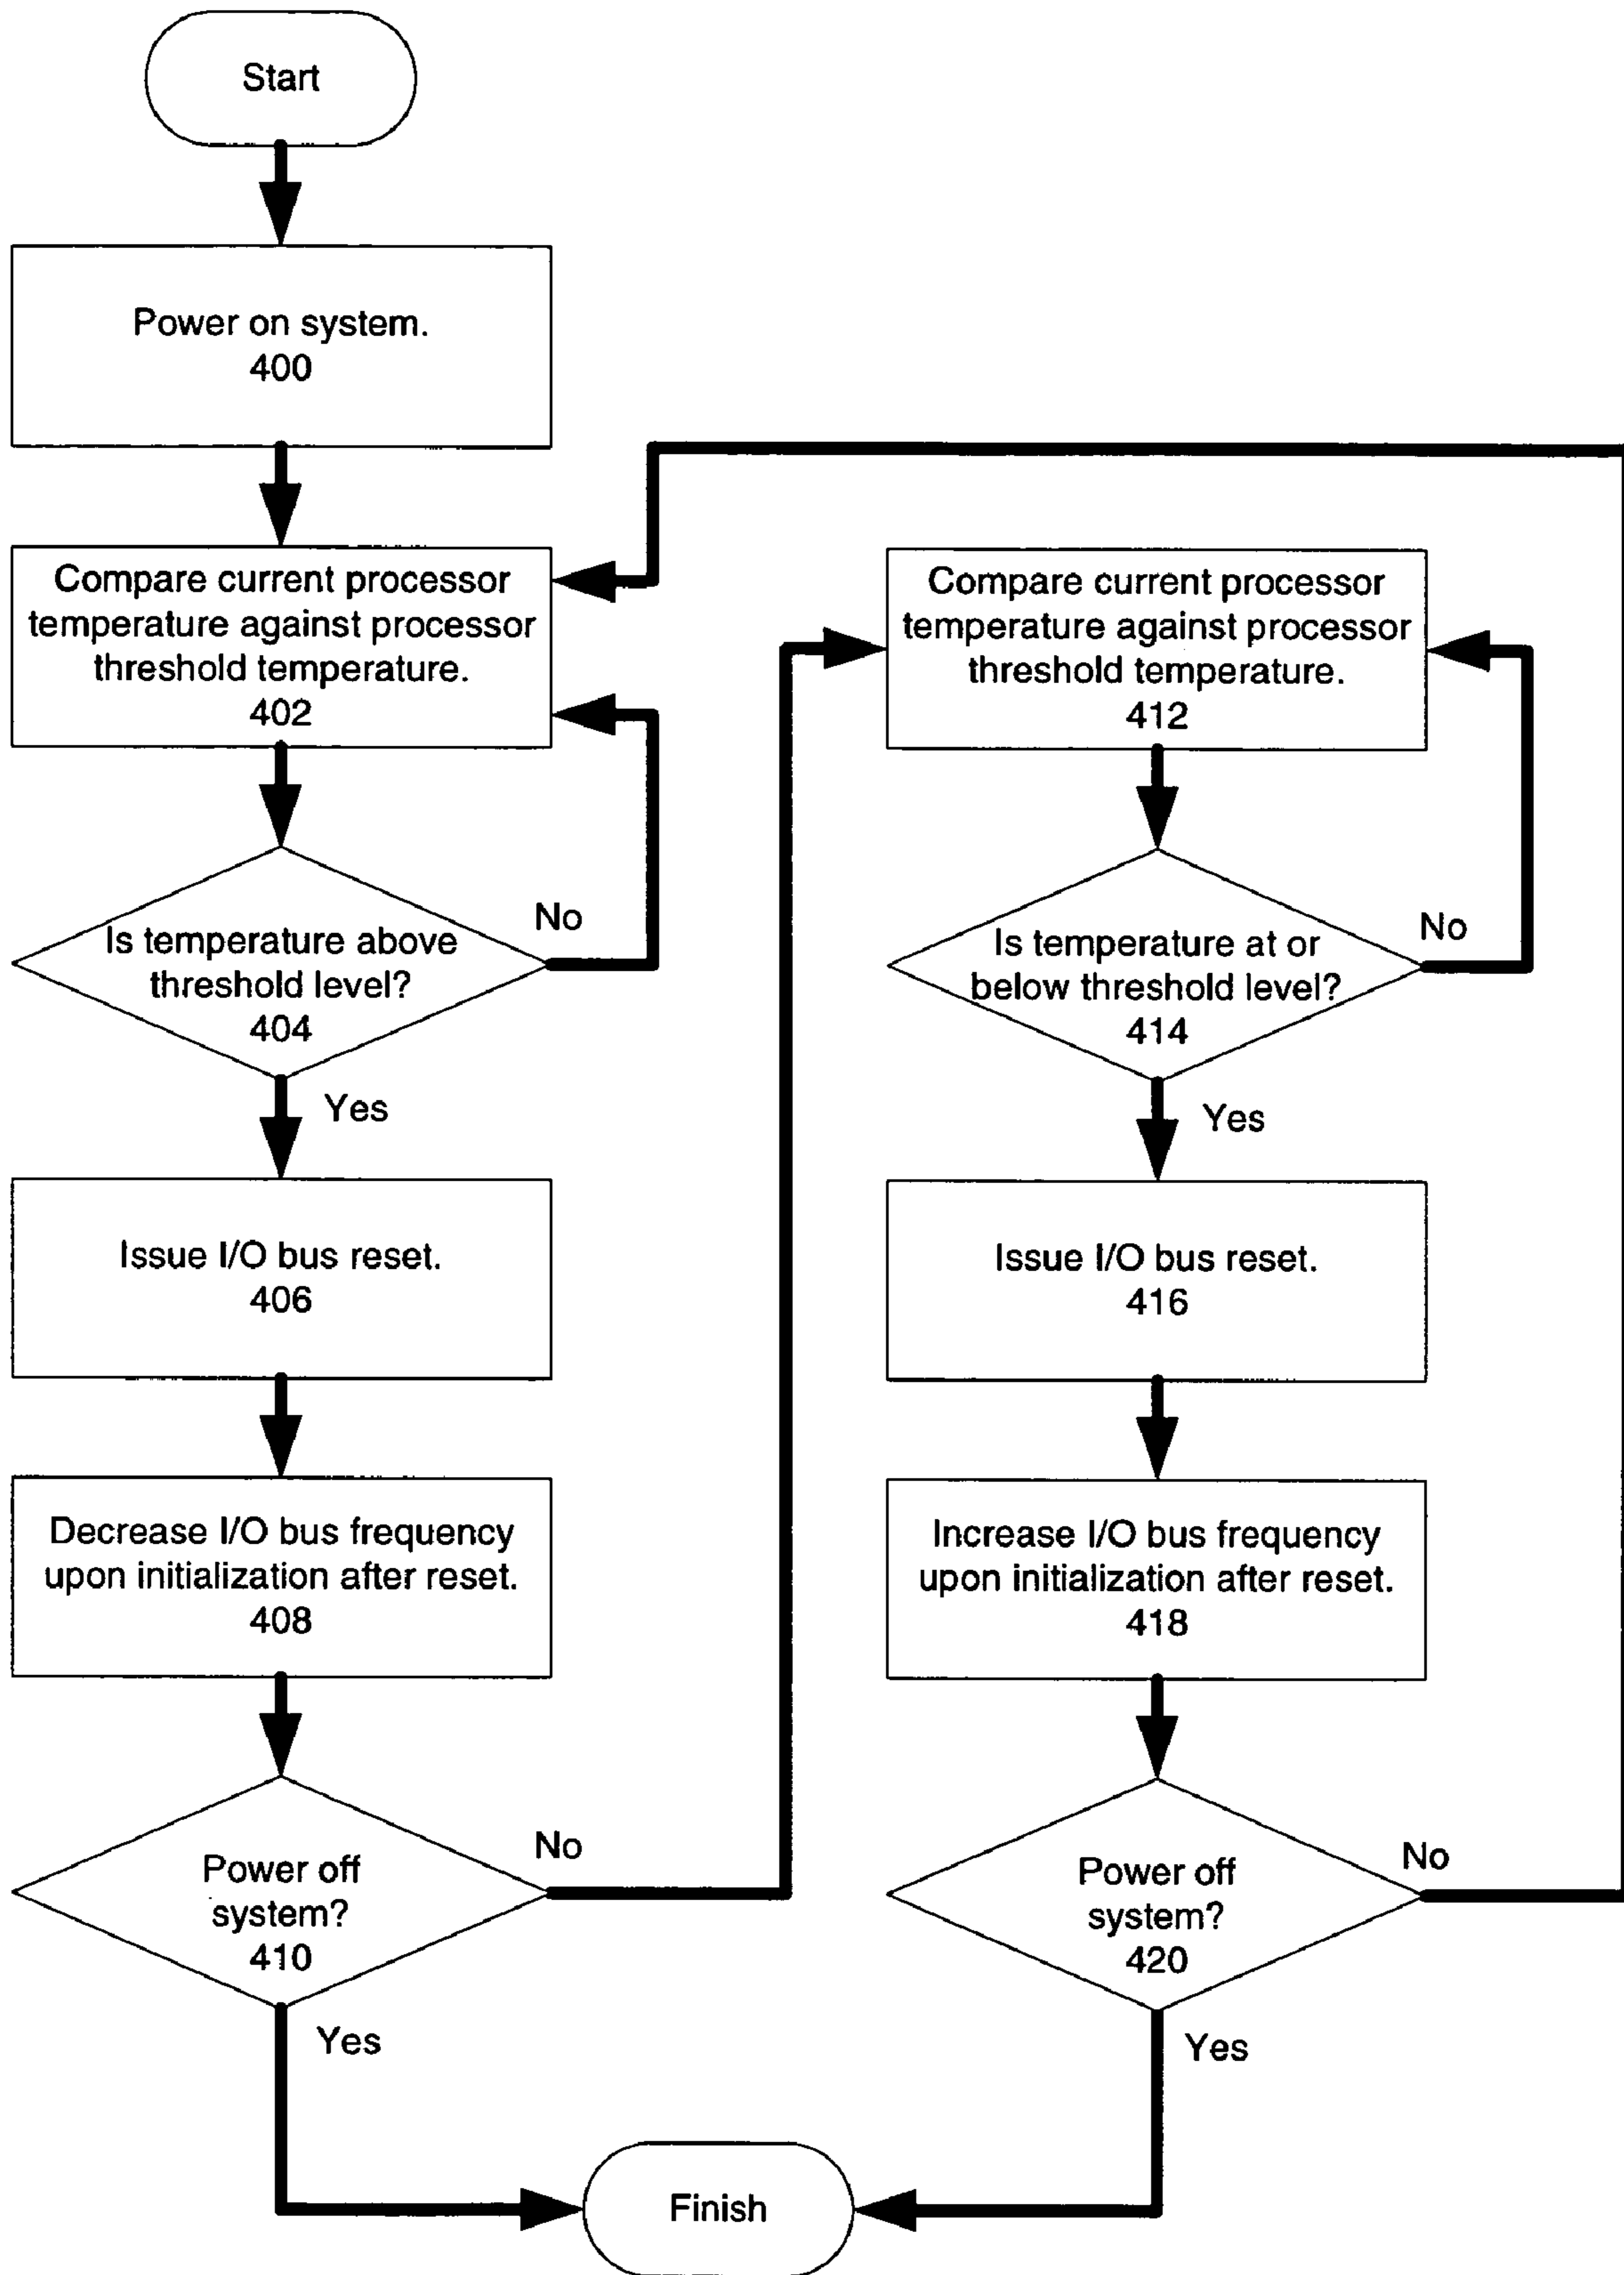 Start
Power on system.
400
Compare current processor
temperature against processor
threshold temperature.
402
Is temperature above
threshold level?
404
No
Yes
Issue I/O bus reset.
406
Decrease I/O bus frequency
upon initialization after reset.
408
Power off
system?
410
No
Yes
Compare current processor
temperature against processor
threshold temperature.
412
Is temperature at or
below threshold level?
414
No
Yes
Issue I/O bus reset.
416
Increase I/O bus frequency
upon initialization after reset.
418
Power off
system?
420
No
Yes
Finish